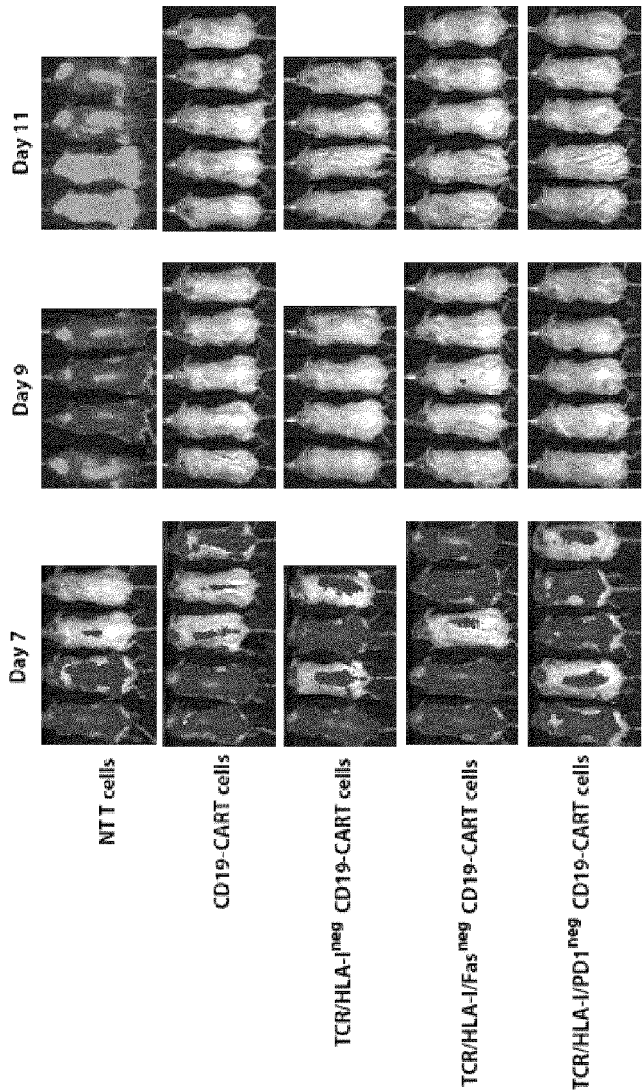 Day 7
Day 9
Day 11
NT T cells
CD19-CART cells
TCR/HLA-I^neg CD19-CART cells
TCR/HLA-I/Fas^neg CD19-CART cells
TCR/HLA-I/PD1^neg CD19-CART cells